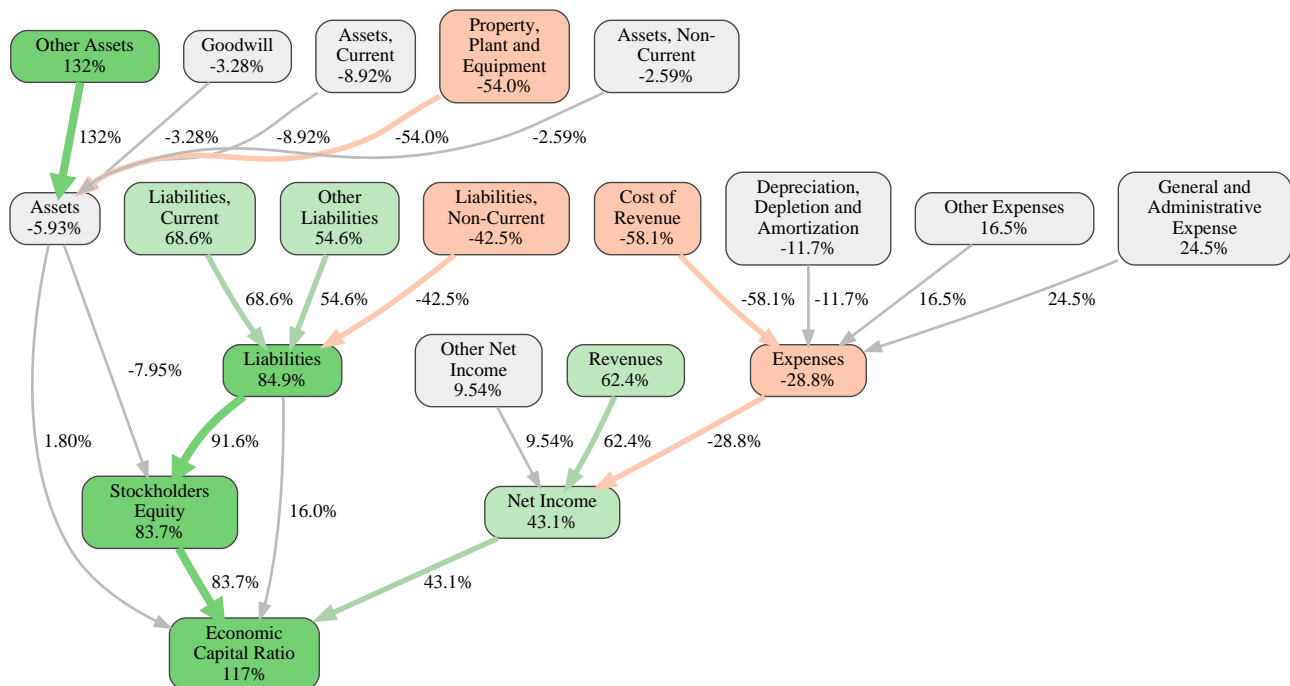 Other Assets
132%
Goodwill
-3.28%
Assets,
Current
-8.92%
Property,
Plant and
Equipment
-54.0%
Assets, Non-
Current
-2.59%
132%
-3.28%
-8.92%
-54.0%
-2.59%
Assets
-5.93%
Liabilities,
Current
68.6%
Other
Liabilities
54.6%
Liabilities,
Non-Current
-42.5%
Cost of
Revenue
-58.1%
Depreciation,
Depletion and
Amortization
-11.7%
Other Expenses
16.5%
General and
Administrative
Expense
24.5%
68.6%
54.6%
-42.5%
-58.1%
-11.7%
16.5%
24.5%
-7.95%
Liabilities
84.9%
Other Net
Income
9.54%
Revenues
62.4%
Expenses
-28.8%
1.80%
91.6%
9.54%
62.4%
-28.8%
Stockholders
Equity
83.7%
16.0%
Net Income
43.1%
83.7%
43.1%
Economic
Capital Ratio
117%